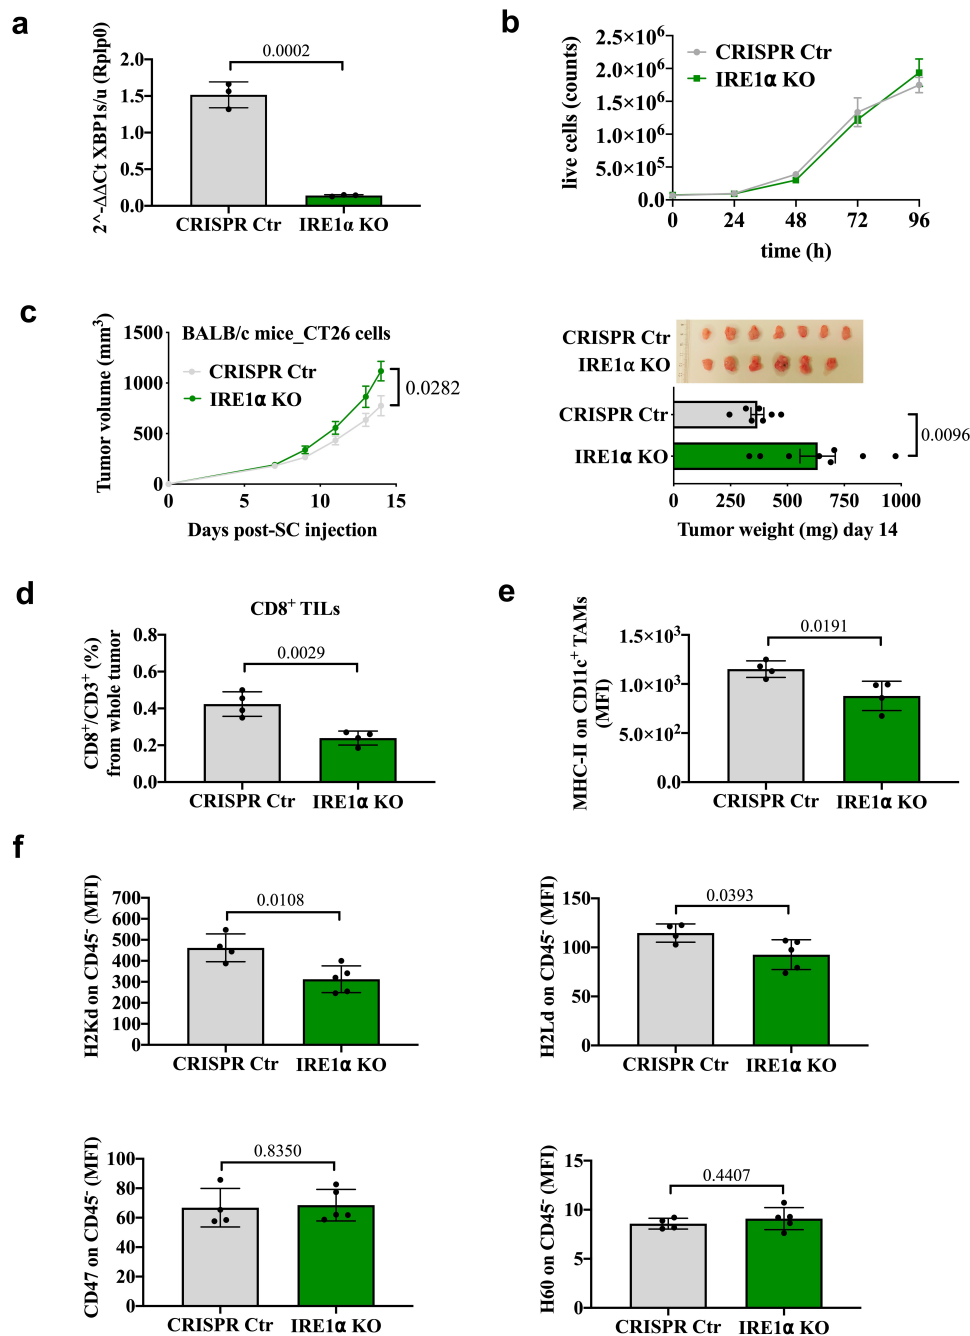 a
2^-ΔΔCt XBP1s/u (Rplp0)
2.0
1.5
1.0
0.5
0.0
0.0002
CRISPR Ctr IRE1α KO
b
live cells (counts)
2.5×10⁶
2.0×10⁶
1.5×10⁶
1.0×10⁶
5.0×10⁵
0.0
CRISPR Ctr
IRE1α KO
0 24 48 72 96
time (h)
c
Tumor volume (mm³)
1500
1000
500
0
BALB/c mice_CT26 cells
CRISPR Ctr
IRE1α KO
0.0282
0 5 10 15
Days post-SC injection
CRISPR Ctr
IRE1α KO
CRISPR Ctr
IRE1α KO
0.0096
0 250 500 750 1000
Tumor weight (mg) day 14
d
CD8⁺ TILs
CD8⁺/CD3⁺ (%)
from whole tumor
0.8
0.6
0.4
0.2
0.0
0.0029
CRISPR Ctr IRE1α KO
e
MHC-II on CD11c⁺ TAMs
(MFI)
1.5×10³
1.0×10³
5.0×10²
0.0
0.0191
CRISPR Ctr IRE1α KO
f
H2Kd on CD45⁻ (MFI)
700
600
500
400
300
200
100
0
0.0108
CRISPR Ctr IRE1α KO
H2Ld on CD45⁻ (MFI)
150
100
50
0
0.0393
CRISPR Ctr IRE1α KO
CD47 on CD45⁻ (MFI)
100
80
60
40
20
0
0.8350
CRISPR Ctr IRE1α KO
H60 on CD45⁻ (MFI)
15
10
5
0
0.4407
CRISPR Ctr IRE1α KO